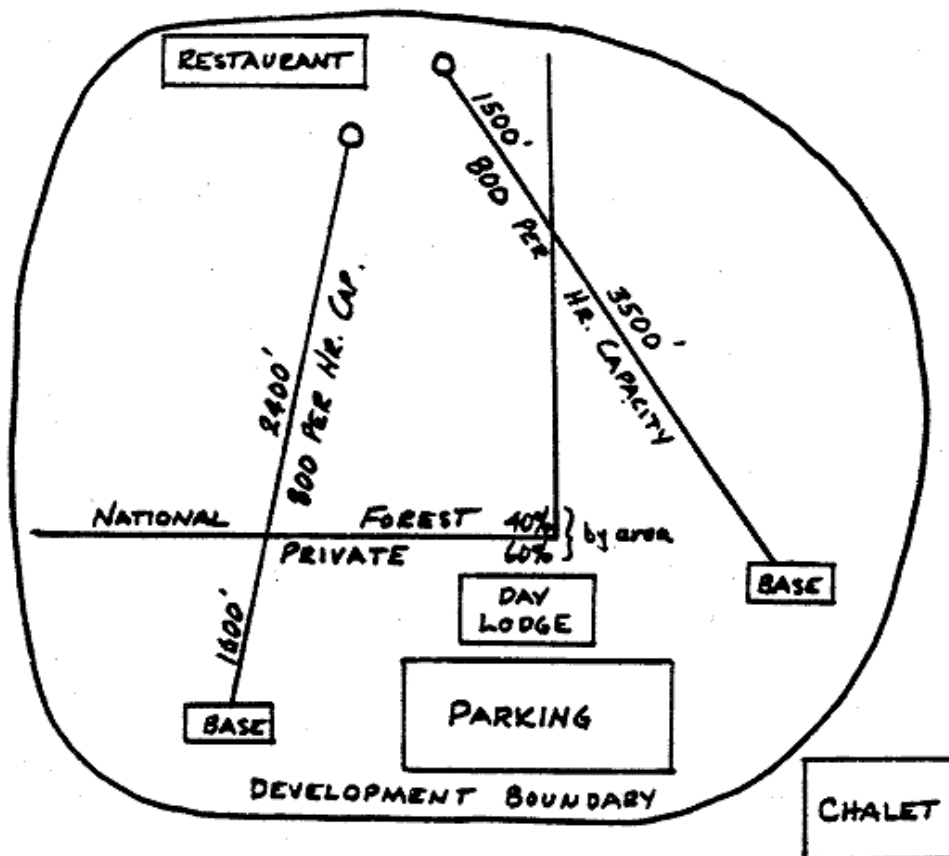 RESTAURANT
1500'
800 PER
HR. CAPACITY
3500'
2400'
800 PER HR. CAP.
NATIONAL FOREST 40%
PRIVATE 60%
} by area
1600'
DAY
LODGE
BASE
BASE
PARKING
DEVELOPMENT BOUNDARY
CHALET